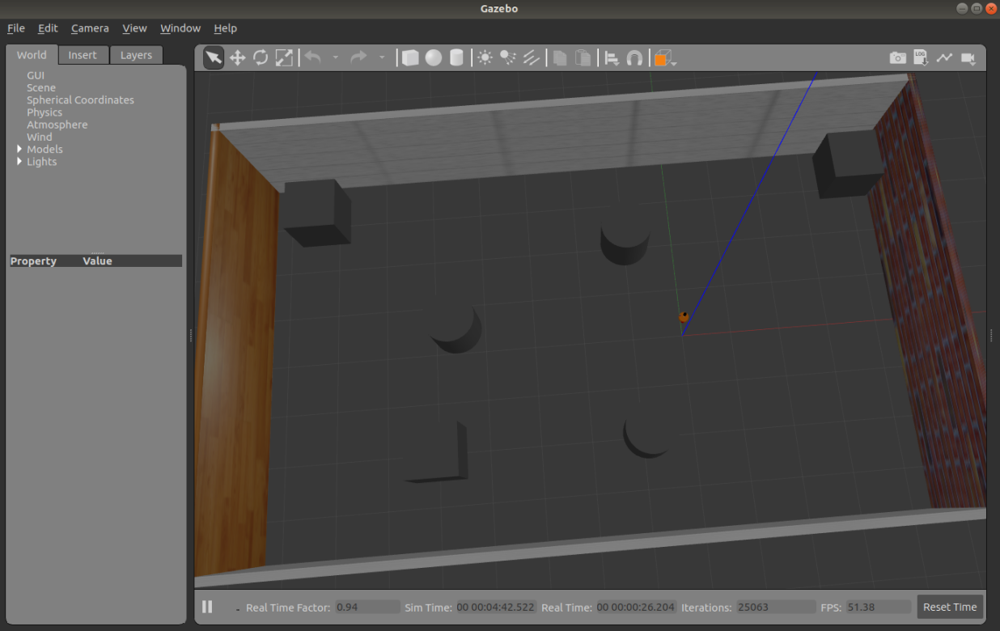 Gazebo
File Edit Camera View Window Help
World Insert Layers
LOG
GUI
Scene
Spherical Coordinates
Physics
Atmosphere
Wind
Models
Lights
Property Value
Real Time Factor: 0.94 Sim Time: 00 00:04:42.522 Real Time: 00 00:00:26.204 Iterations: 25063 FPS: 51.38 Reset Time